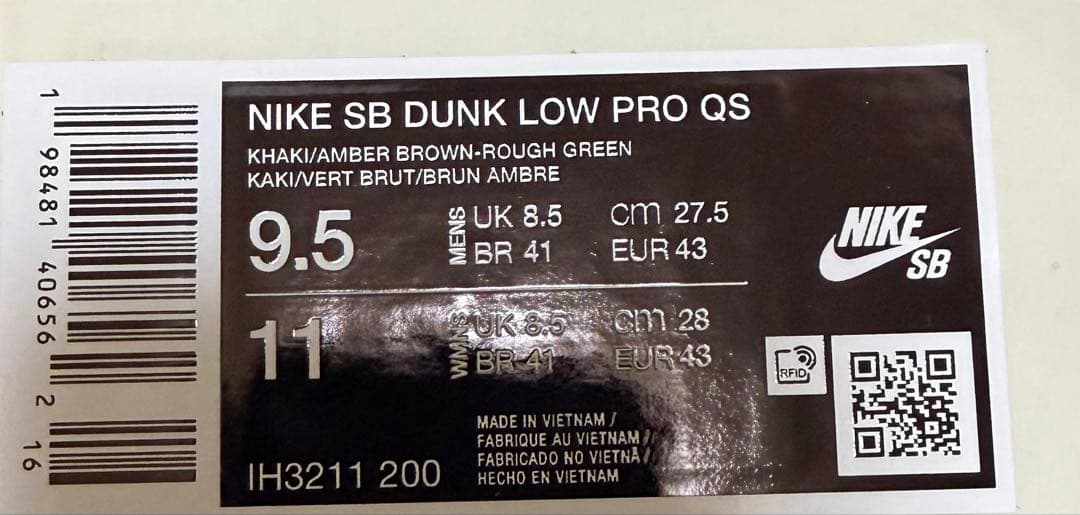 1 98481 40656 2 16
NIKE SB DUNK LOW PRO QS
KHAKI/AMBER BROWN-ROUGH GREEN
KAKI/VERT BRUT/BRUN AMBRE
9.5 MENS UK 8.5 cm 27.5
BR 41 EUR 43
11 WMNS UK 8.5 cm 28
BR 41 EUR 43
NIKE
SB
RFID
MADE IN VIETNAM /
FABRIQUE AU VIETNAM /
FABRICADO NO VIETNÃ /
HECHO EN VIETNAM
IH3211 200